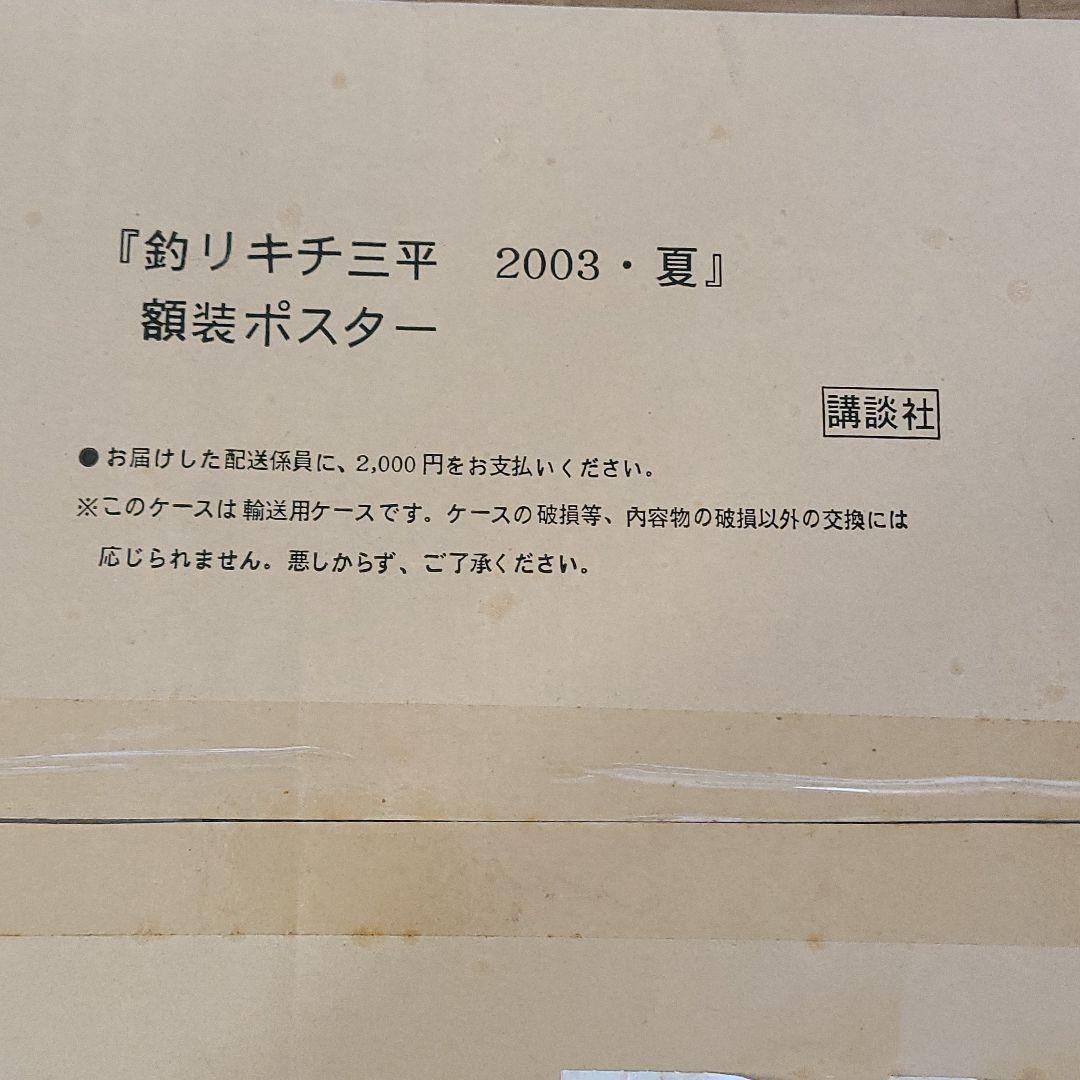 『釣りキチ三平　2003・夏』
額装ポスター
講談社
●お届けした配送係員に、2,000円をお支払いください。
※このケースは輸送用ケースです。ケースの破損等、内容物の破損以外の交換には
応じられません。悪しからず、ご了承ください。